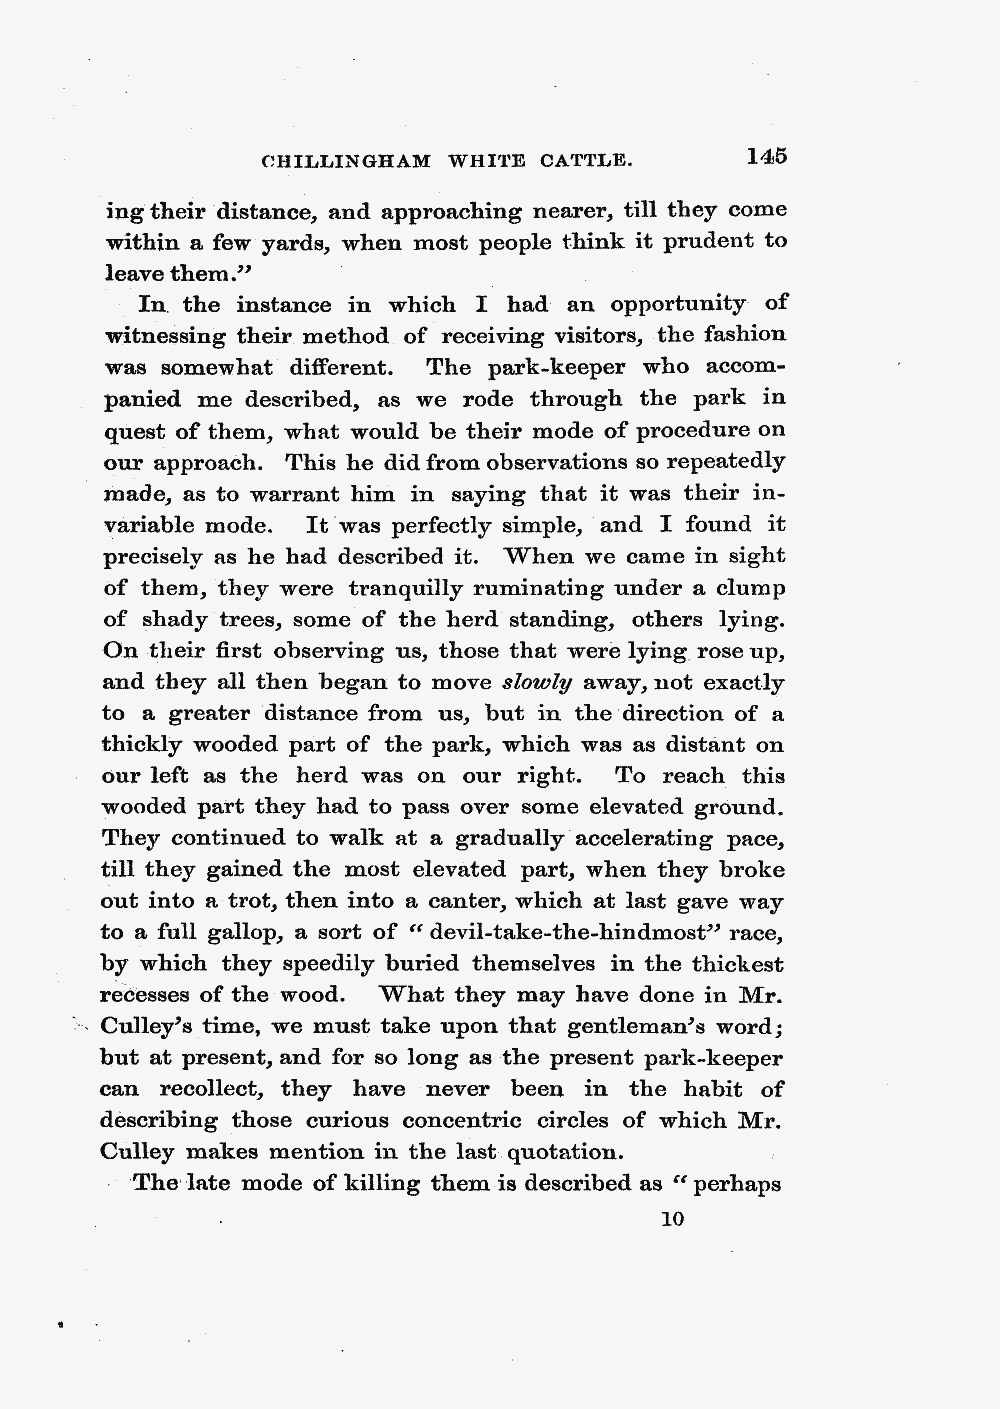 CHILLINGHAM WHITE CATTLE. 145
ing their distance, and approaching nearer, till they come
within a few yards, when most people think it prudent to
leave them.”
In the instance in which I had an opportunity of
witnessing their method of receiving visitors, the fashion
was somewhat different. The park-keeper who accom-
panied me described, as we rode through the park in
quest of them, what would be their mode of procedure on
our approach. This he did from observations so repeatedly
made, as to warrant him in saying that it was their in-
variable mode. It was perfectly simple, and I found it
precisely as he had described it. When we came in sight
of them, they were tranquilly ruminating under a clump
of shady trees, some of the herd standing, others lying.
On their first observing us, those that were lying rose up,
and they all then began to move slowly away, not exactly
to a greater distance from us, but in the direction of a
thickly wooded part of the park, which was as distant on
our left as the herd was on our right. To reach this
wooded part they had to pass over some elevated ground.
They continued to walk at a gradually accelerating pace,
till they gained the most elevated part, when they broke
out into a trot, then into a canter, which at last gave way
to a full gallop, a sort of “ devil-take-the-hindmost” race,
by which they speedily buried themselves in the thickest
recesses of the wood. What they may have done in Mr.
Culley’s time, we must take upon that gentleman’s word;
but at present, and for so long as the present park-keeper
can recollect, they have never been in the habit of
describing those curious concentric circles of which Mr.
Culley makes mention in the last quotation.
The late mode of killing them is described as “ perhaps
10